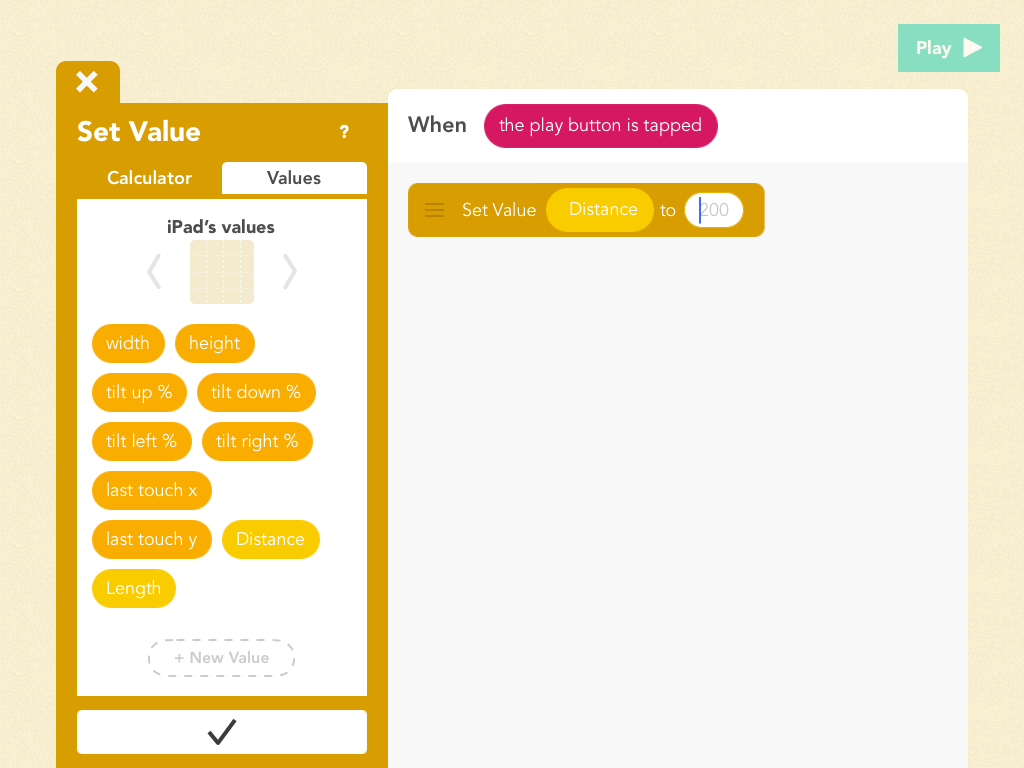 Play
Set Value ?
Calculator Values
iPad’s values
width height
tilt up % tilt down %
tilt left % tilt right %
last touch x
last touch y Distance
Length
+ New Value
When the play button is tapped
Set Value Distance to 200